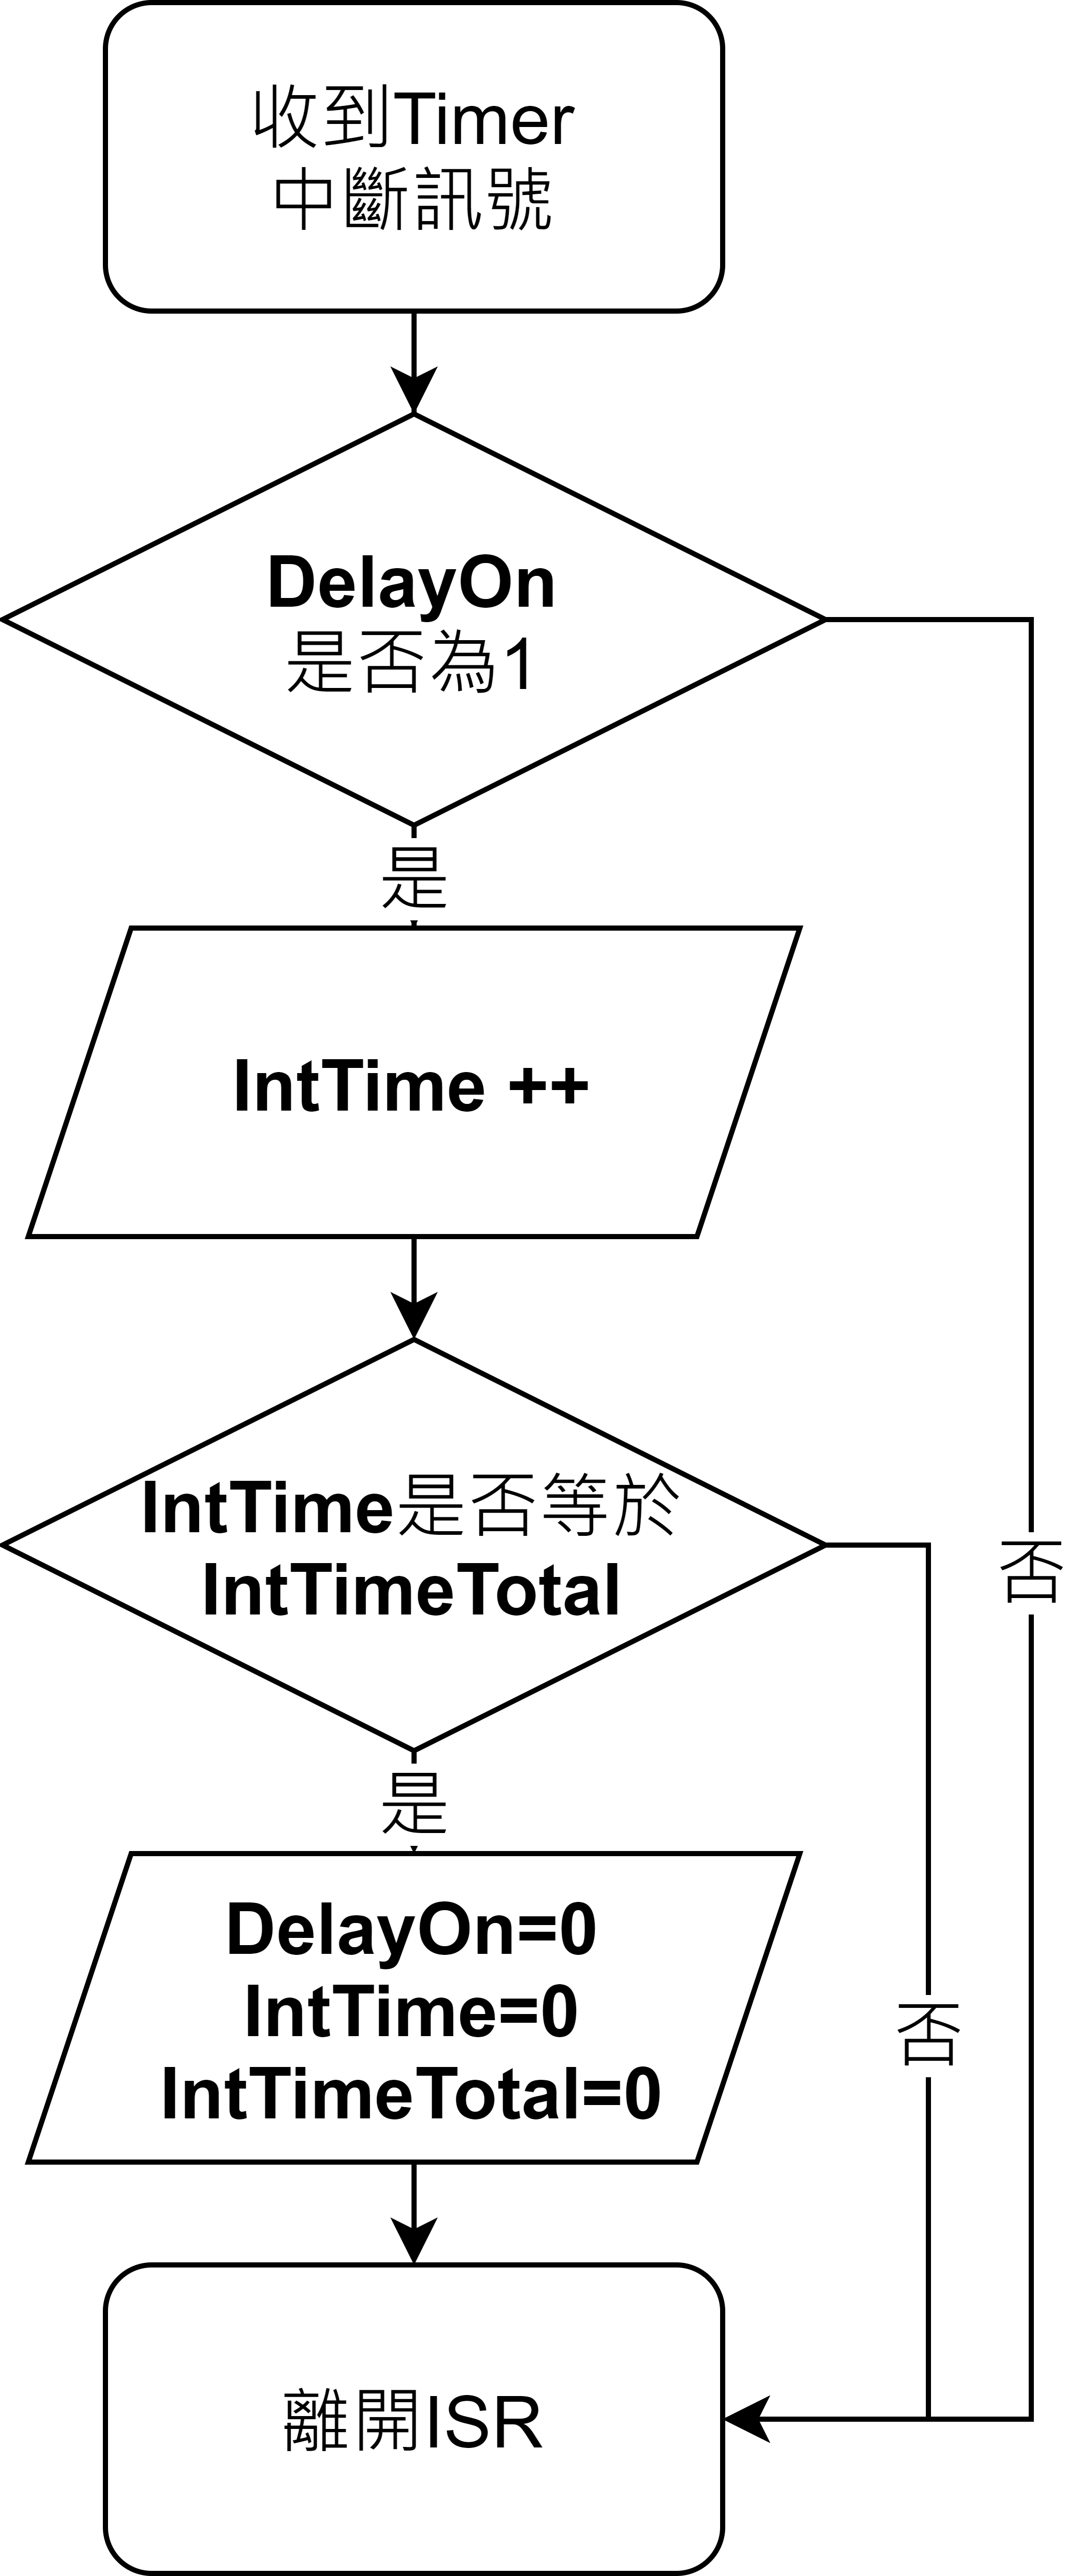 收到Timer
中斷訊號
DelayOn
是否為1
是
IntTime ++
IntTime是否等於
IntTimeTotal
否
是
DelayOn=0
IntTime=0
IntTimeTotal=0
否
離開ISR